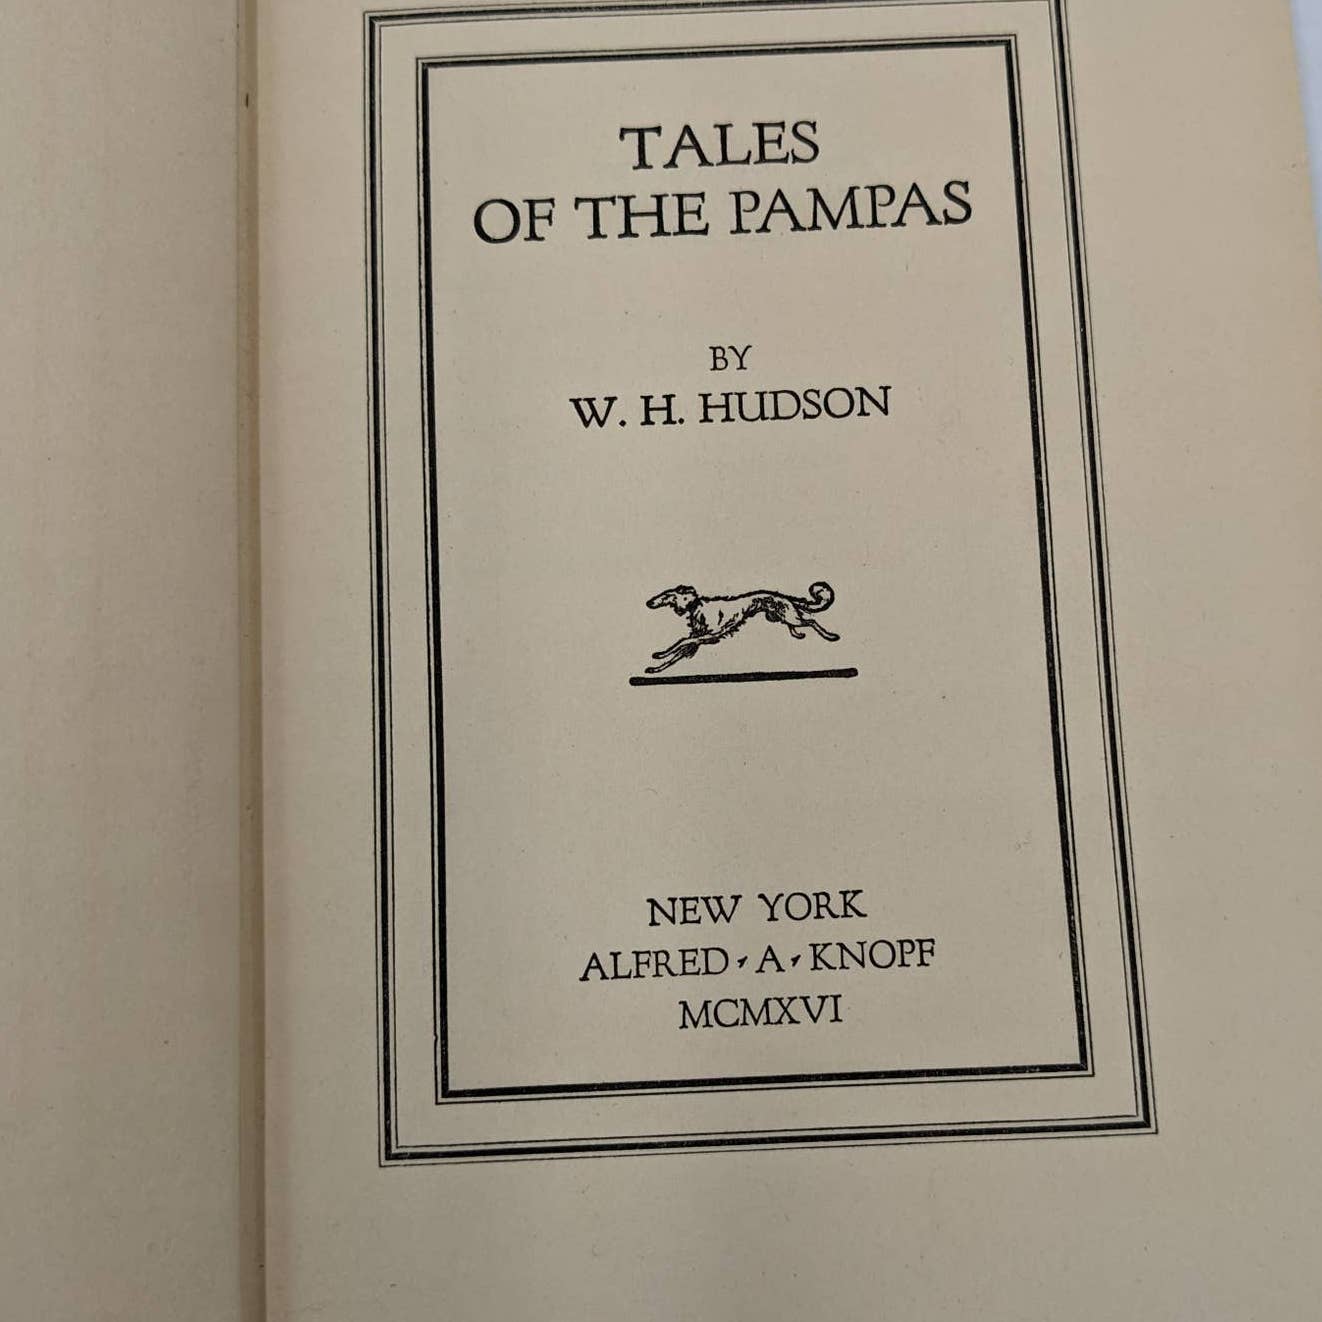 TALES
OF THE PAMPAS
BY
W. H. HUDSON
NEW YORK
ALFRED · A · KNOPF
MCMXVI